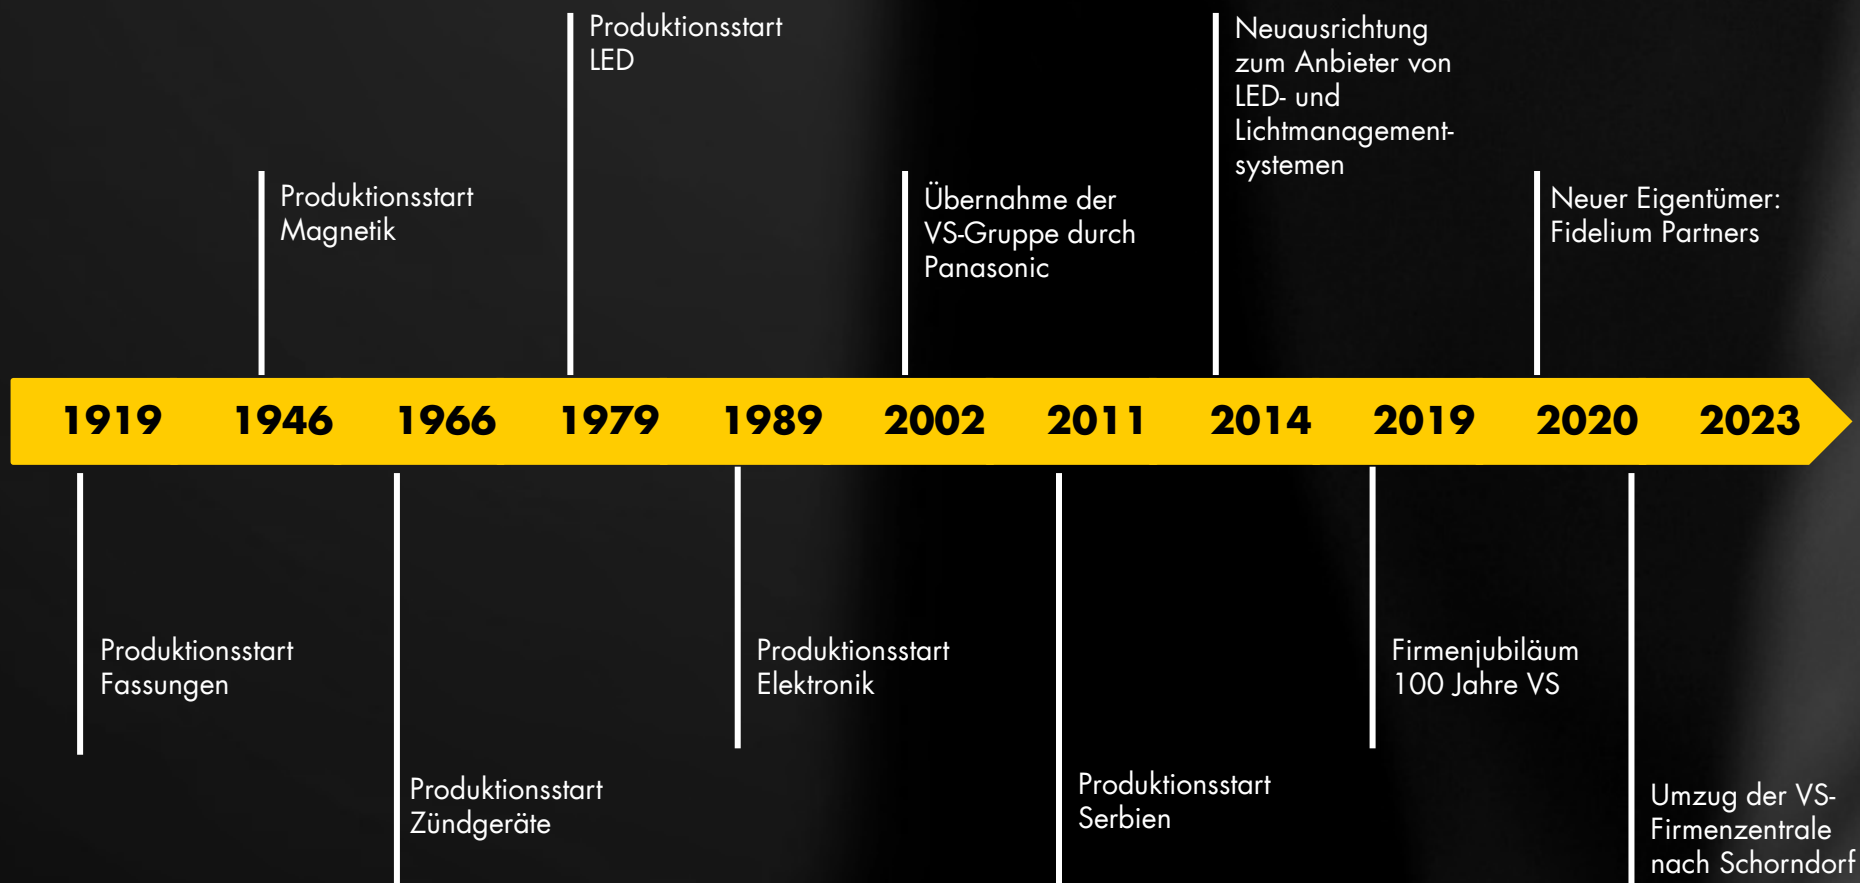 Produktionsstart
LED
Neuausrichtung
zum Anbieter von
LED- und
Lichtmanagement-
systemen
Produktionsstart
Magnetik
Übernahme der
VS-Gruppe durch
Panasonic
Neuer Eigentümer:
Fidelium Partners
1919 1946 1966 1979 1989 2002 2011 2014 2019 2020 2023
Produktionsstart
Fassungen
Produktionsstart
Elektronik
Firmenjubiläum
100 Jahre VS
Produktionsstart
Zündgeräte
Produktionsstart
Serbien
Umzug der VS-
Firmenzentrale
nach Schorndorf